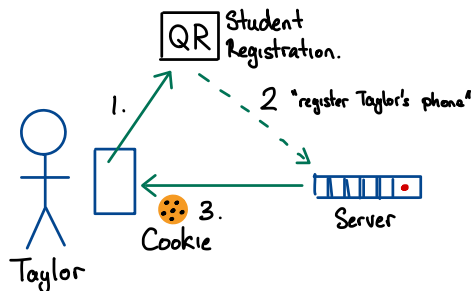 QR
Student
Registration.
1.
2 "register Taylor's phone"
3.
Cookie
Server
Taylor